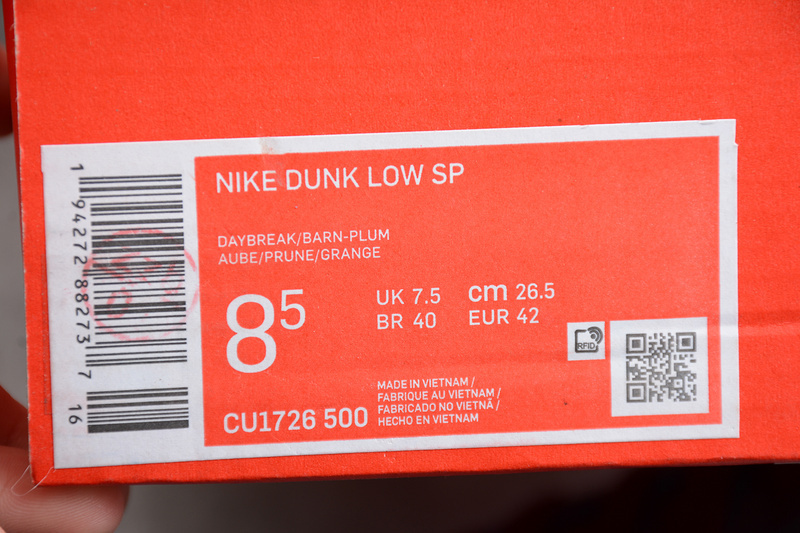 NIKE DUNK LOW SP
DAYBREAK/BARN-PLUM
AUBE/PRUNE/GRANGE
8⁵
UK 7.5 cm 26.5
BR 40 EUR 42
RFID
MADE IN VIETNAM /
FABRIQUE AU VIETNAM /
FABRICADO NO VIETNÃ /
HECHO EN VIETNAM
CU1726 500
1 94272 88273 7
16